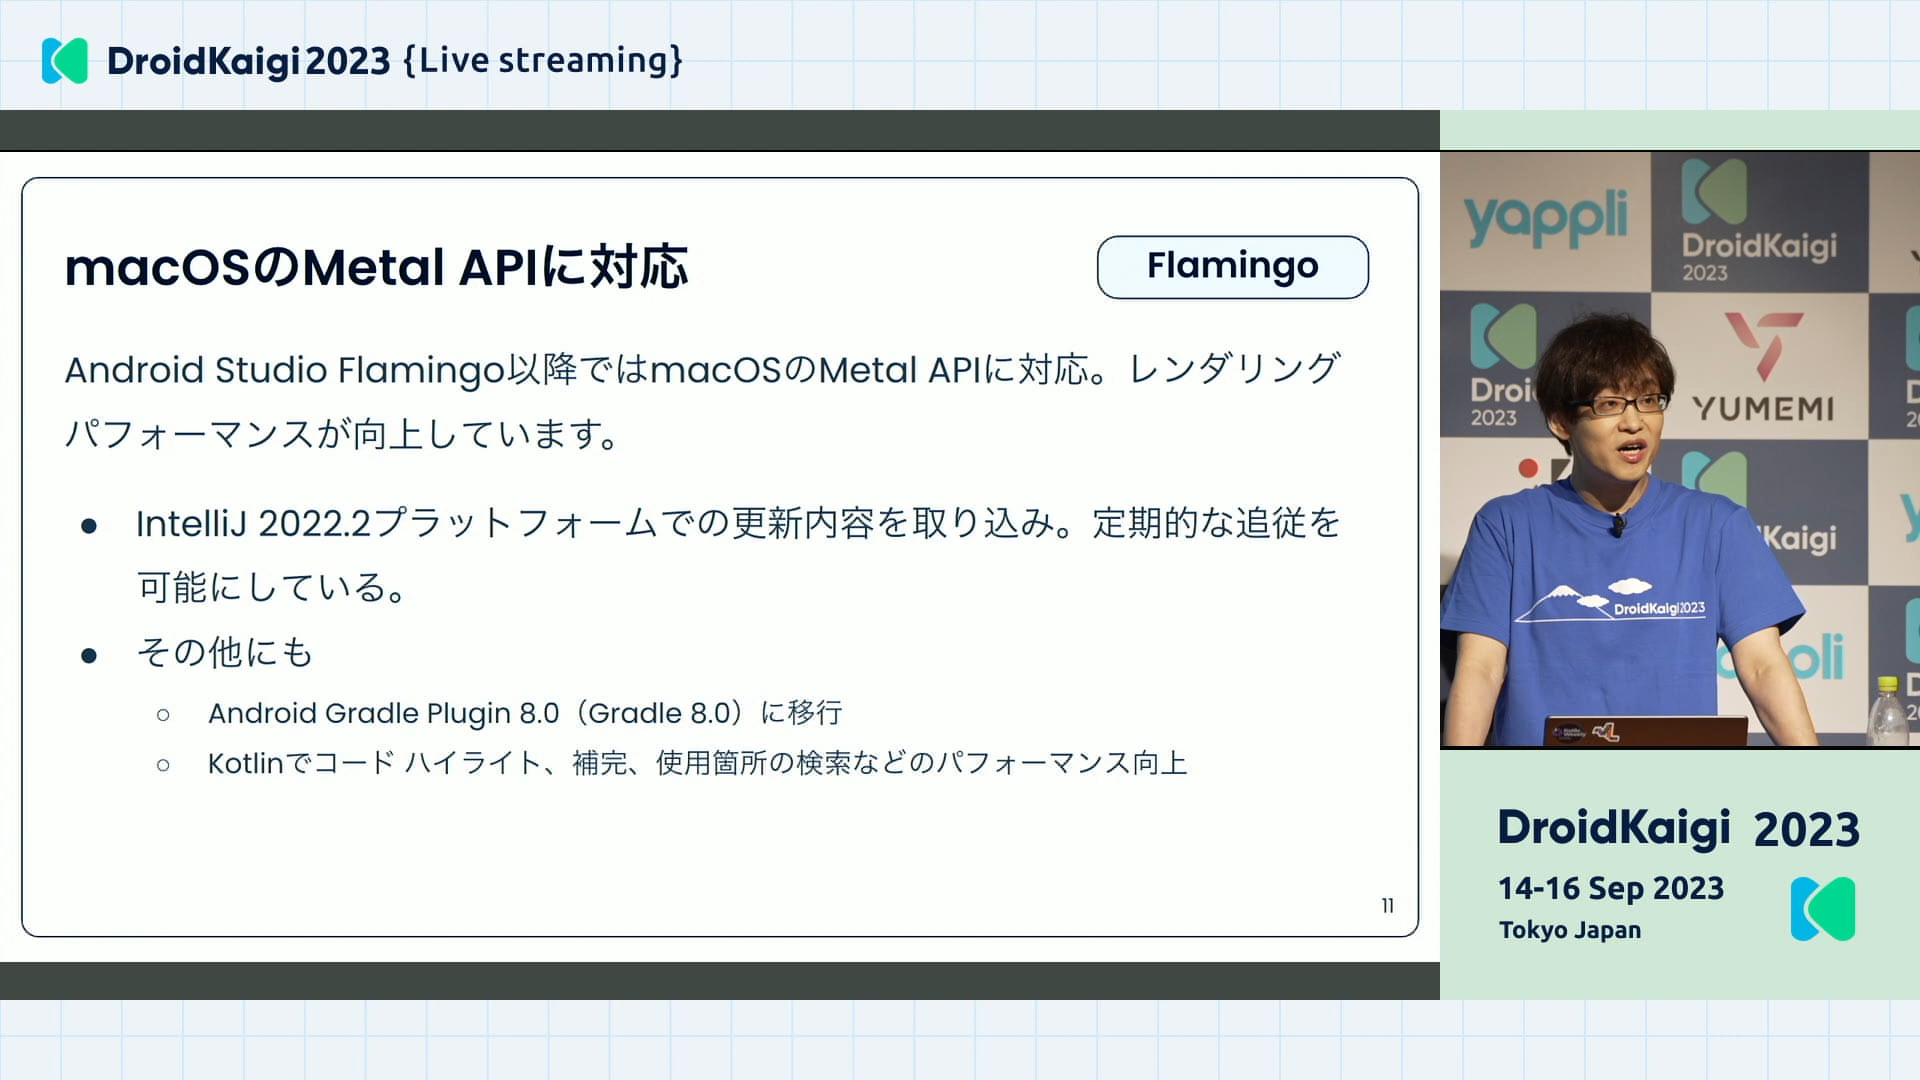 DroidKaigi 2023 {Live streaming}
macOSのMetal APIに対応
Flamingo
Android Studio Flamingo以降ではmacOSのMetal APIに対応。レンダリング
パフォーマンスが向上しています。
● IntelliJ 2022.2プラットフォームでの更新内容を取り込み。定期的な追従を
可能にしている。
● その他にも
○ Android Gradle Plugin 8.0（Gradle 8.0）に移行
○ Kotlinでコード ハイライト、補完、使用箇所の検索などのパフォーマンス向上
11
yappli
DroidKaigi
2023
Droi
2023
YUMEMI
Kaigi
DroidKaigi2023
oli
DroidKaigi 2023
14-16 Sep 2023
Tokyo Japan